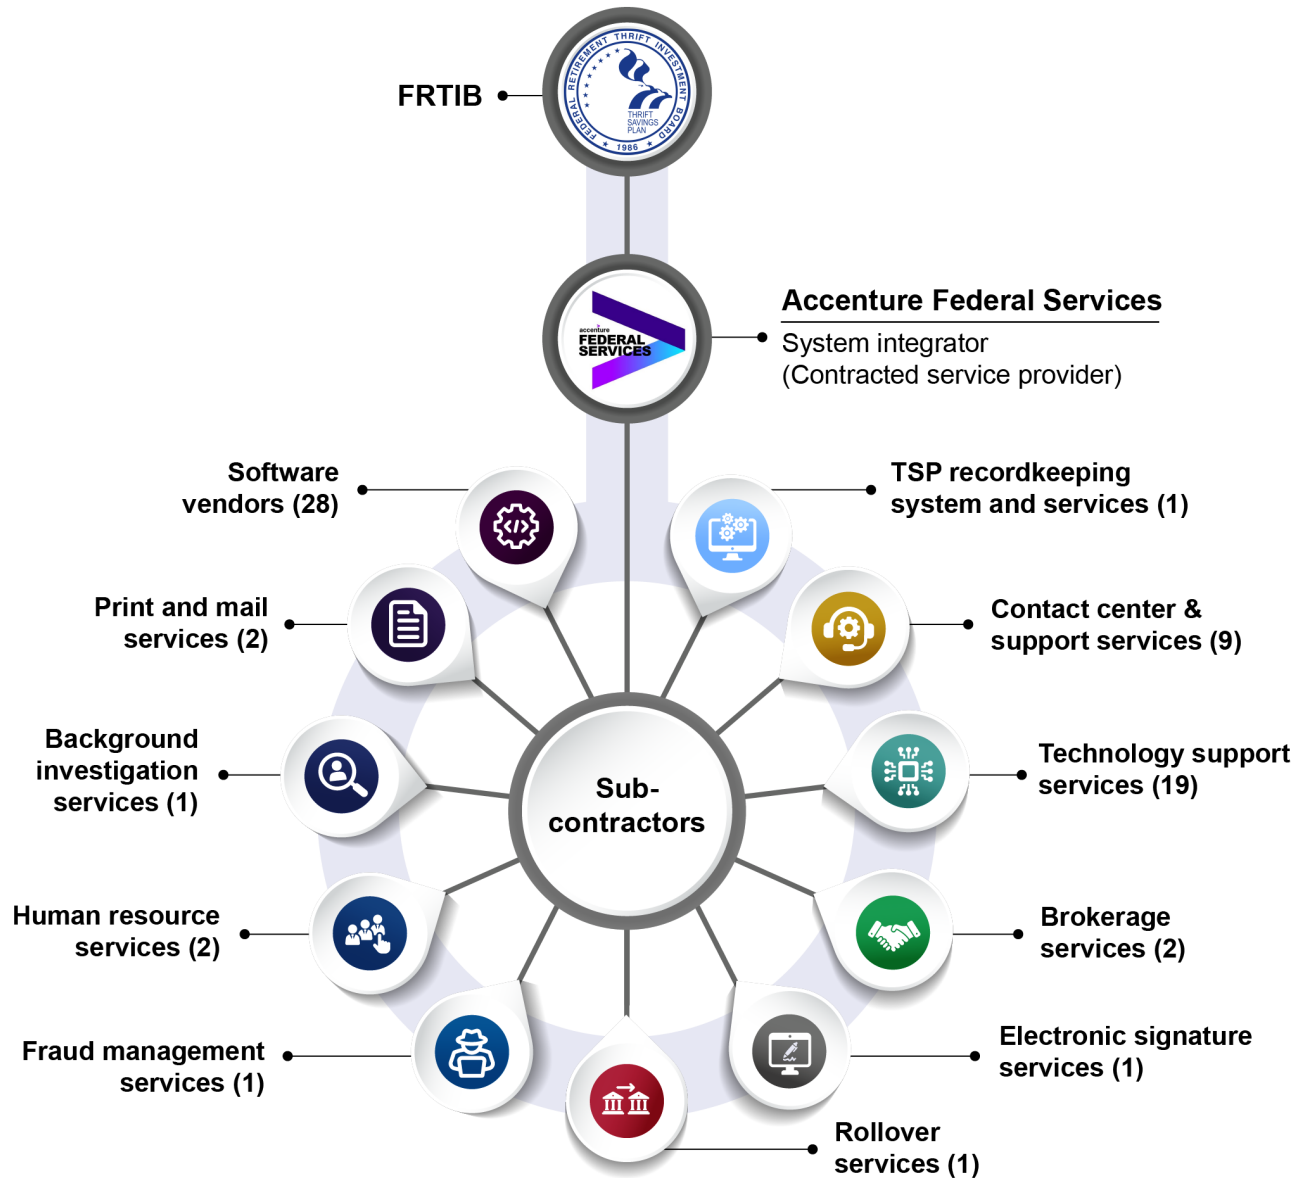 FEDERAL RETIREMENT THRIFT INVESTMENT BOARD
THRIFT
SAVINGS
PLAN
★ 1986 ★
FRTIB
accenture
FEDERAL
SERVICES
Accenture Federal Services
System integrator
(Contracted service provider)
Software
vendors (28)
TSP recordkeeping
system and services (1)
Print and mail
services (2)
Contact center &
support services (9)
Background
investigation
services (1)
Technology support
services (19)
Sub-
contractors
Human resource
services (2)
Brokerage
services (2)
Fraud management
services (1)
Electronic signature
services (1)
Rollover
services (1)